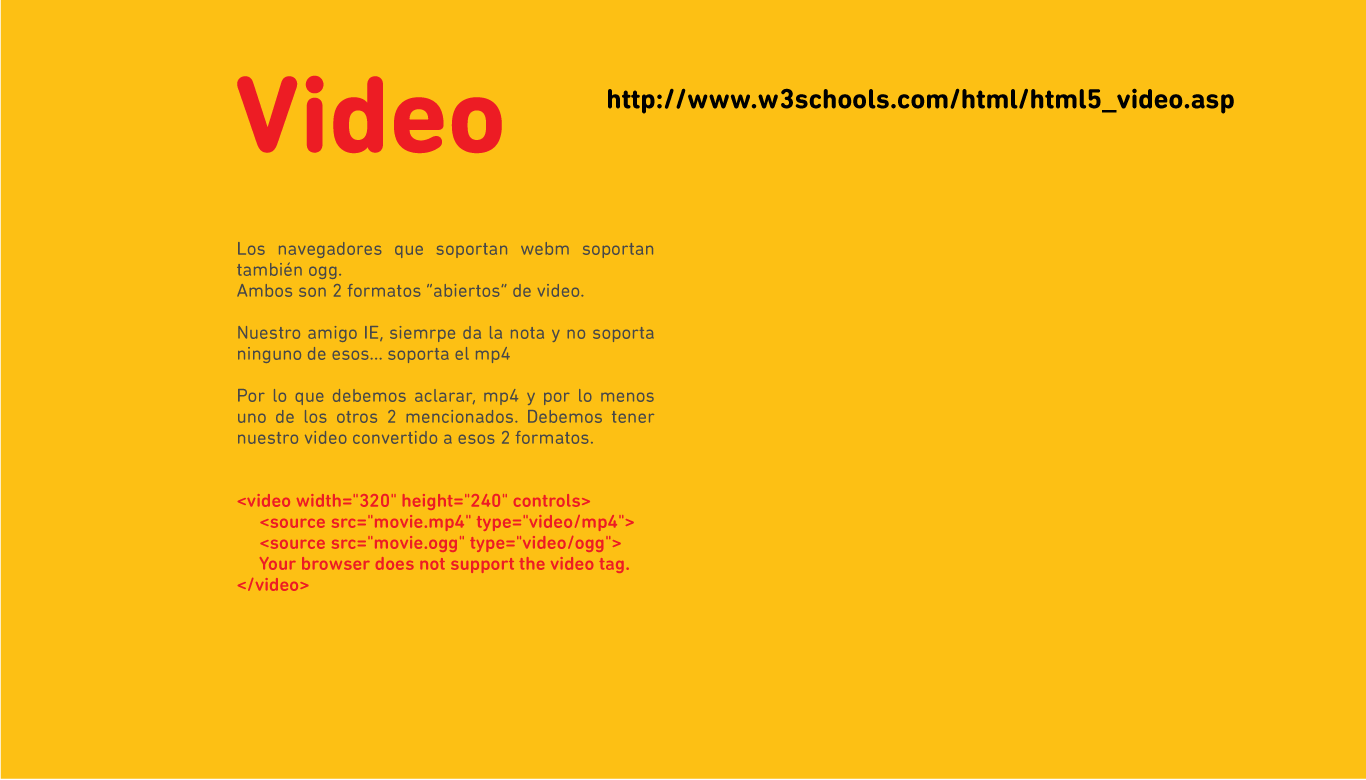 Video
http://www.w3schools.com/html/html5_video.asp
Los navegadores que soportan webm soportan
también ogg.
Ambos son 2 formatos “abiertos” de video.
Nuestro amigo IE, siemrpe da la nota y no soporta
ninguno de esos... soporta el mp4
Por lo que debemos aclarar, mp4 y por lo menos
uno de los otros 2 mencionados. Debemos tener
nuestro video convertido a esos 2 formatos.
<video width="320" height="240" controls>
<source src="movie.mp4" type="video/mp4">
<source src="movie.ogg" type="video/ogg">
Your browser does not support the video tag.
</video>